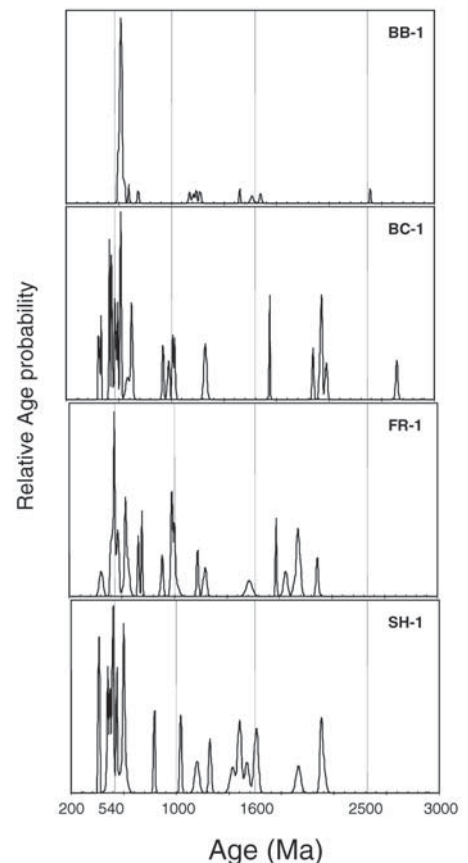 BB-1
BC-1
FR-1
SH-1
Relative Age probability
200 540 1000 1600 2500 3000
Age (Ma)